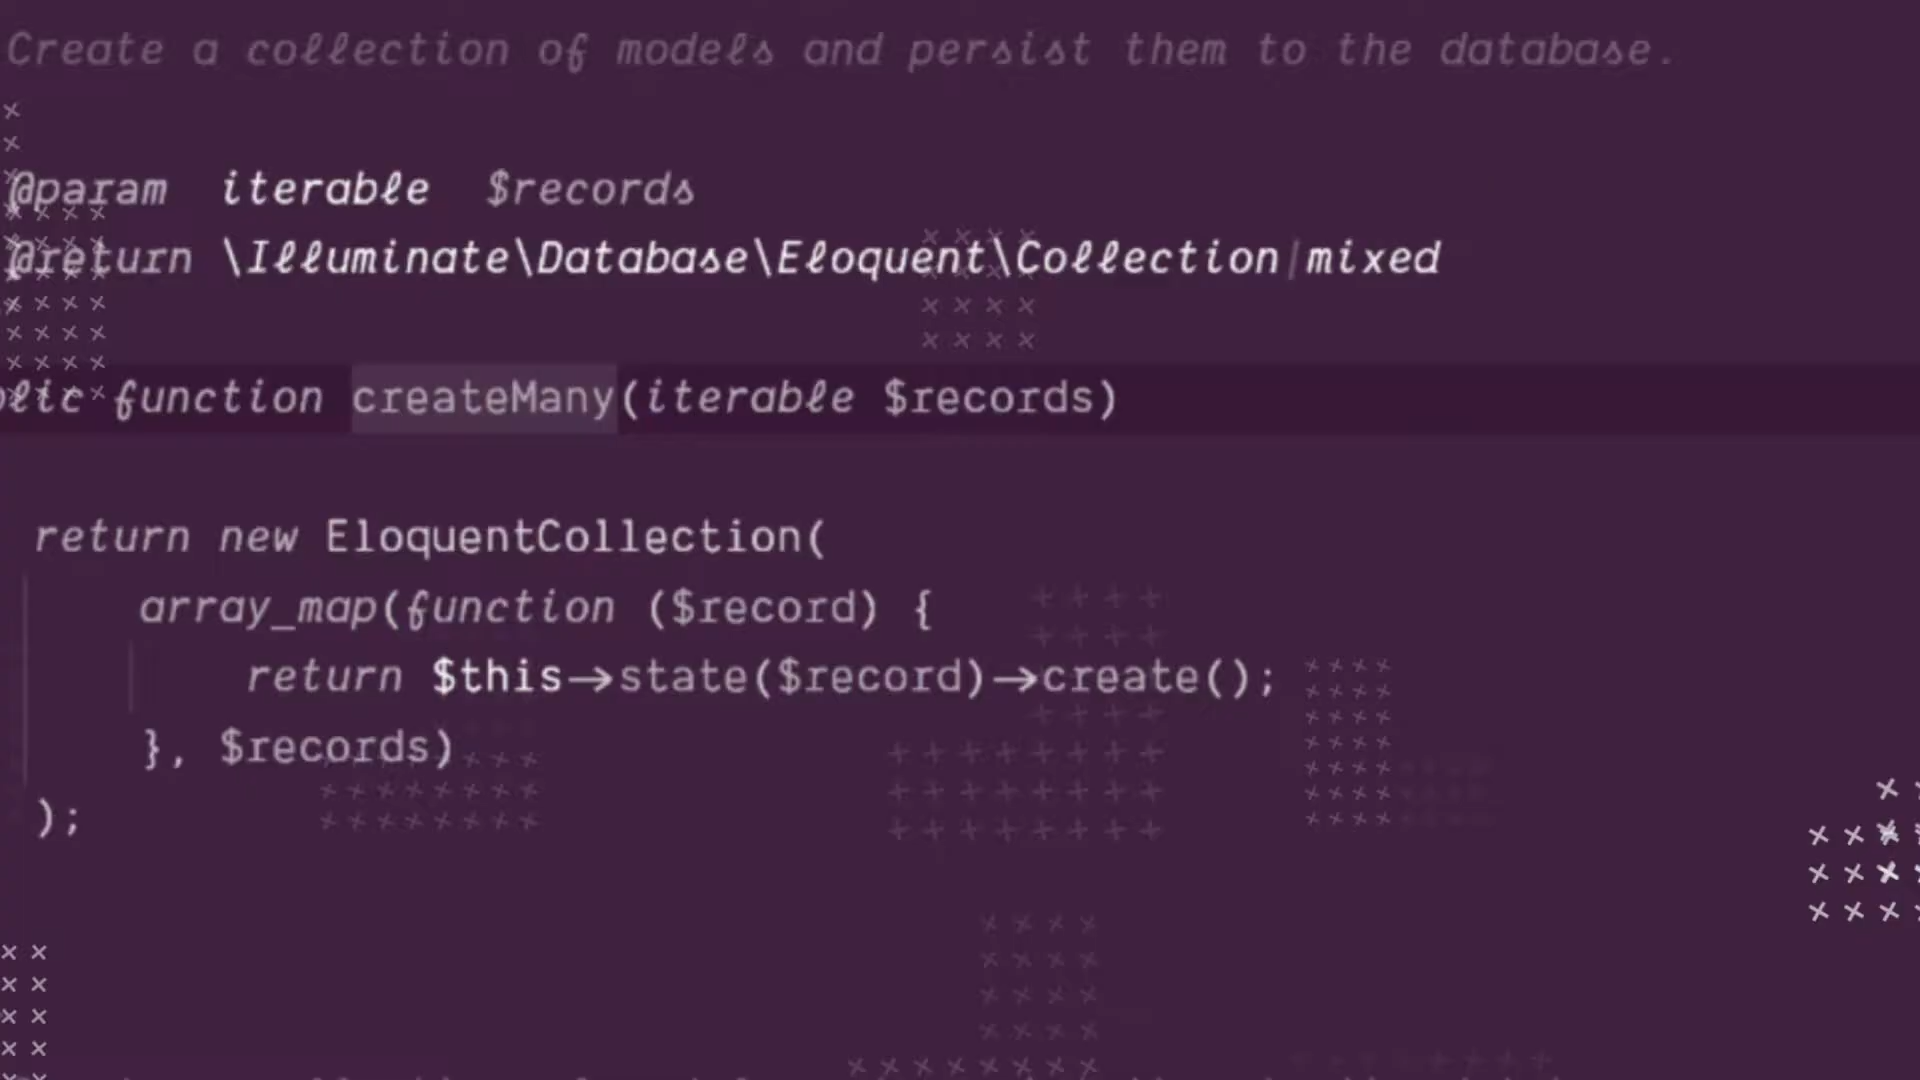 Create a collection of models and persist them to the database.
@param  iterable  $records
@return \Illuminate\Database\Eloquent\Collection|mixed
blic function createMany(iterable $records)
return new EloquentCollection(
array_map(function ($record) {
return $this->state($record)->create();
}, $records)
);